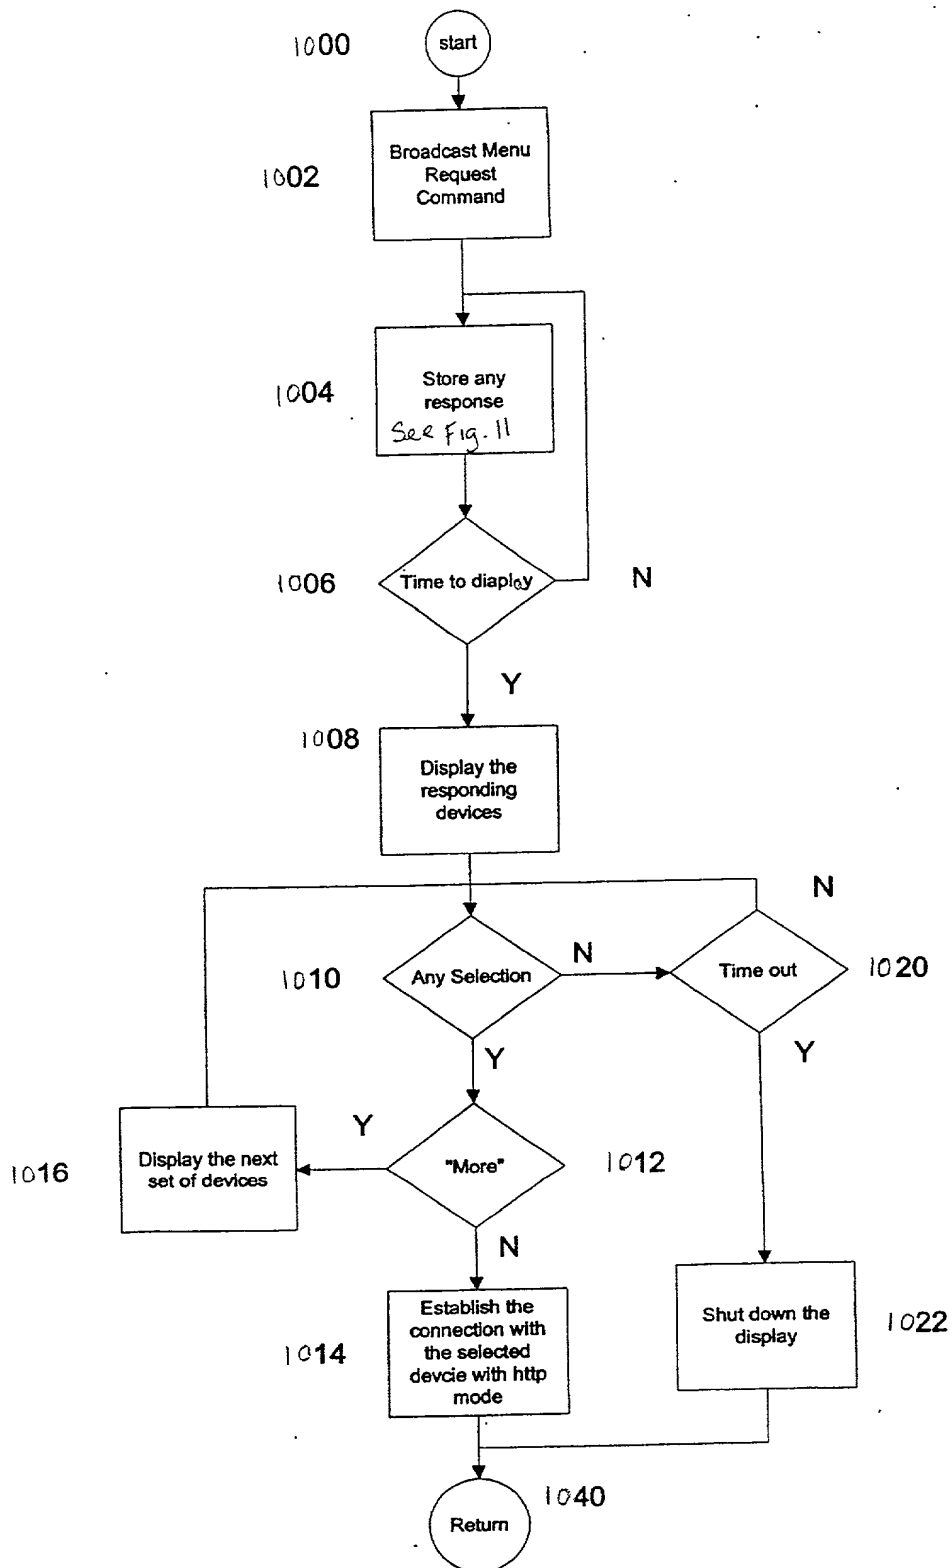 1000
start
1002
Broadcast Menu
Request
Command
1004
Store any
response
See Fig. 11
1006
Time to diaplay
N
Y
1008
Display the
responding
devices
N
1010
Any Selection
N
Time out
1020
Y
Y
Y
1016
Display the next
set of devices
"More"
1012
N
1014
Establish the
connection with
the selected
devcie with http
mode
Shut down the
display
1022
1040
Return